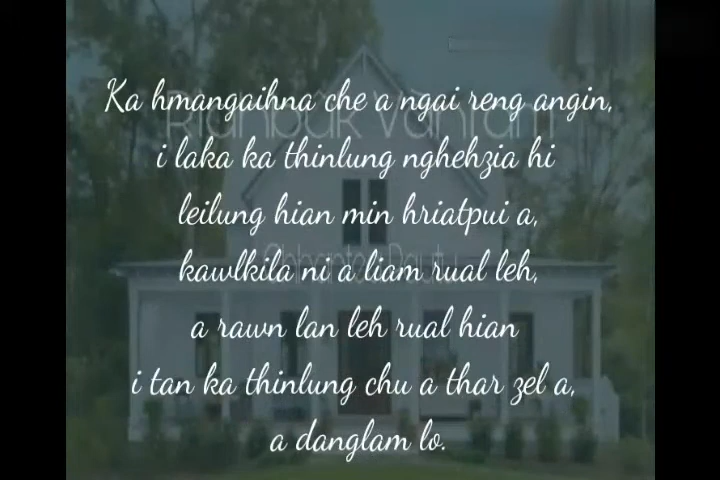 Ka hmangaihna che a ngai reng angin,
i laka ka thinlung nghehzia hi
leilung hian min hriatpui a,
kawlkila ni a liam rual leh,
a rawn lan leh rual hian
i tan ka thinlung chu a thar zel a,
a danglam lo.